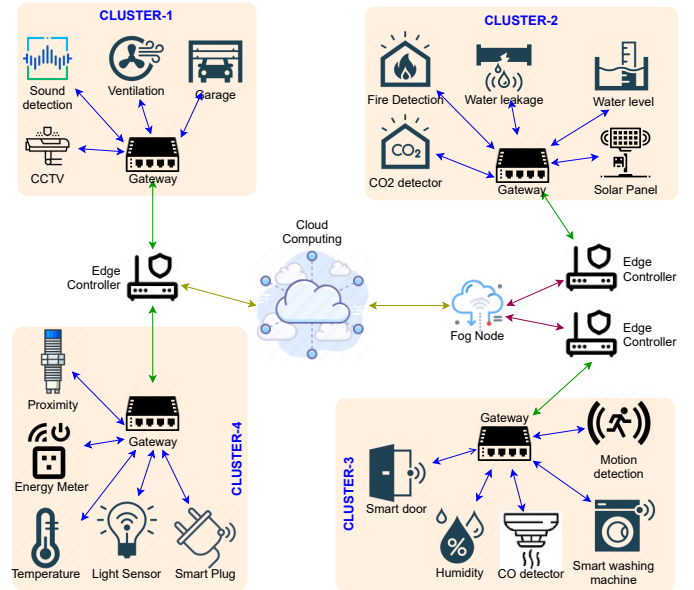 CLUSTER-1
Sound
detection
Ventilation
Garage
CCTV
Gateway
CLUSTER-2
Fire Detection
Water leakage
Water level
CO2
CO2 detector
Gateway
Solar Panel
Cloud
Computing
Edge
Controller
Fog Node
Edge
Controller
Edge
Controller
Proximity
Gateway
Energy Meter
Temperature
Light Sensor
Smart Plug
CLUSTER-4
CLUSTER-3
Gateway
Motion
detection
Smart door
%
Humidity
CO detector
Smart washing
machine